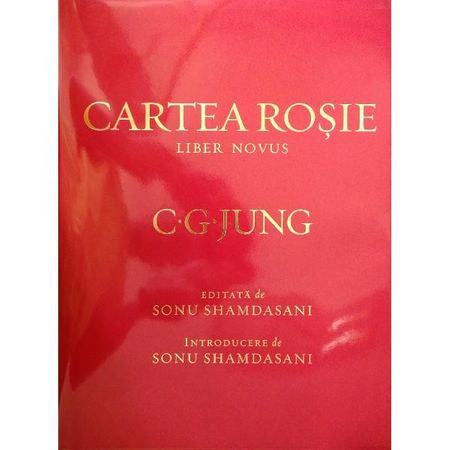 CARTEA ROȘIE
LIBER NOVUS
C·G·JUNG
EDITATĂ de
SONU SHAMDASANI
INTRODUCERE de
SONU SHAMDASANI